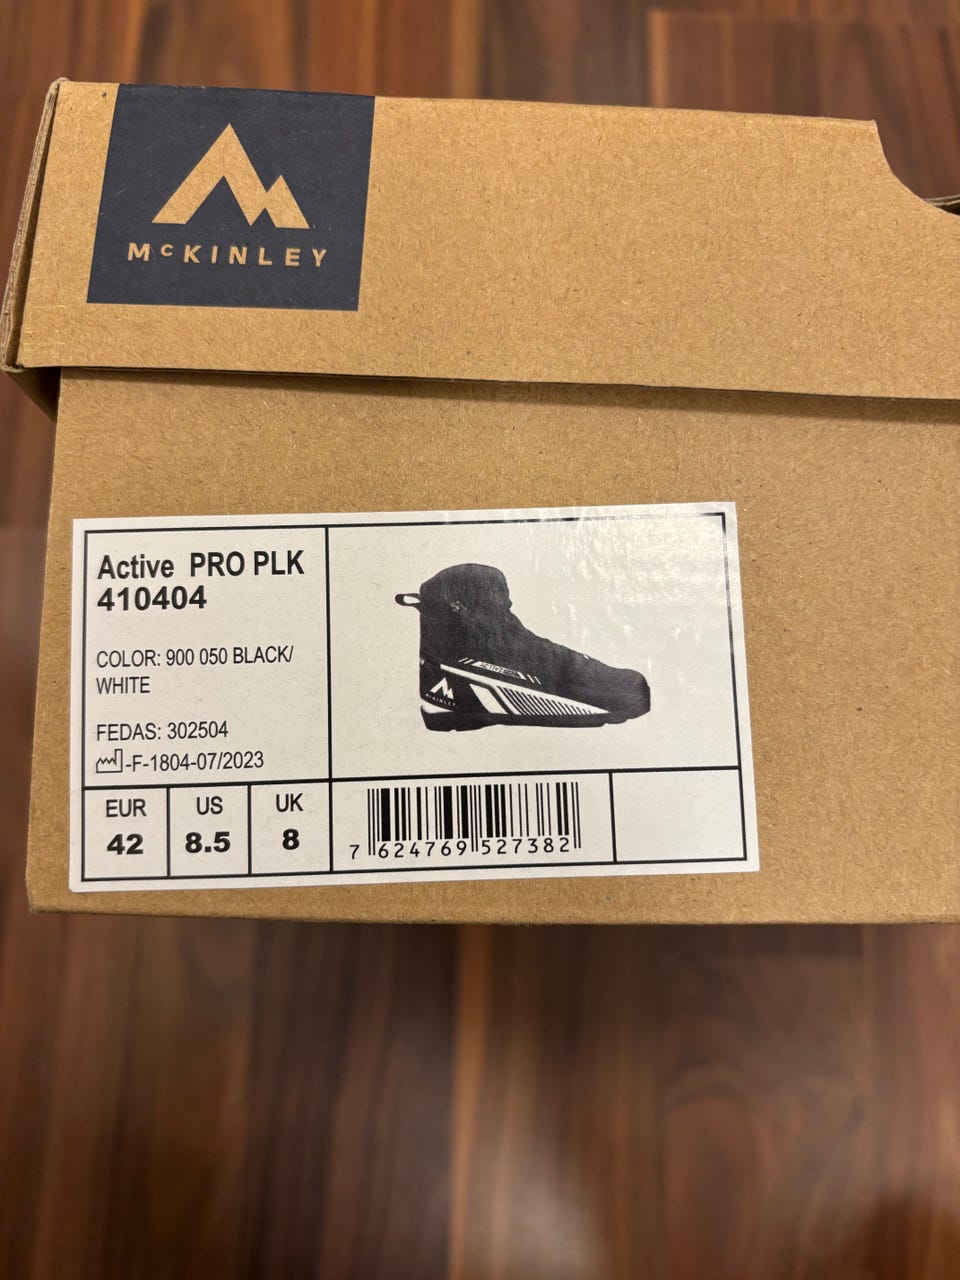 McKINLEY
Active PRO PLK
410404
COLOR: 900 050 BLACK/
WHITE
FEDAS: 302504
-F-1804-07/2023
EUR US UK
42 8.5 8
McKINLEY
7 624769 527382